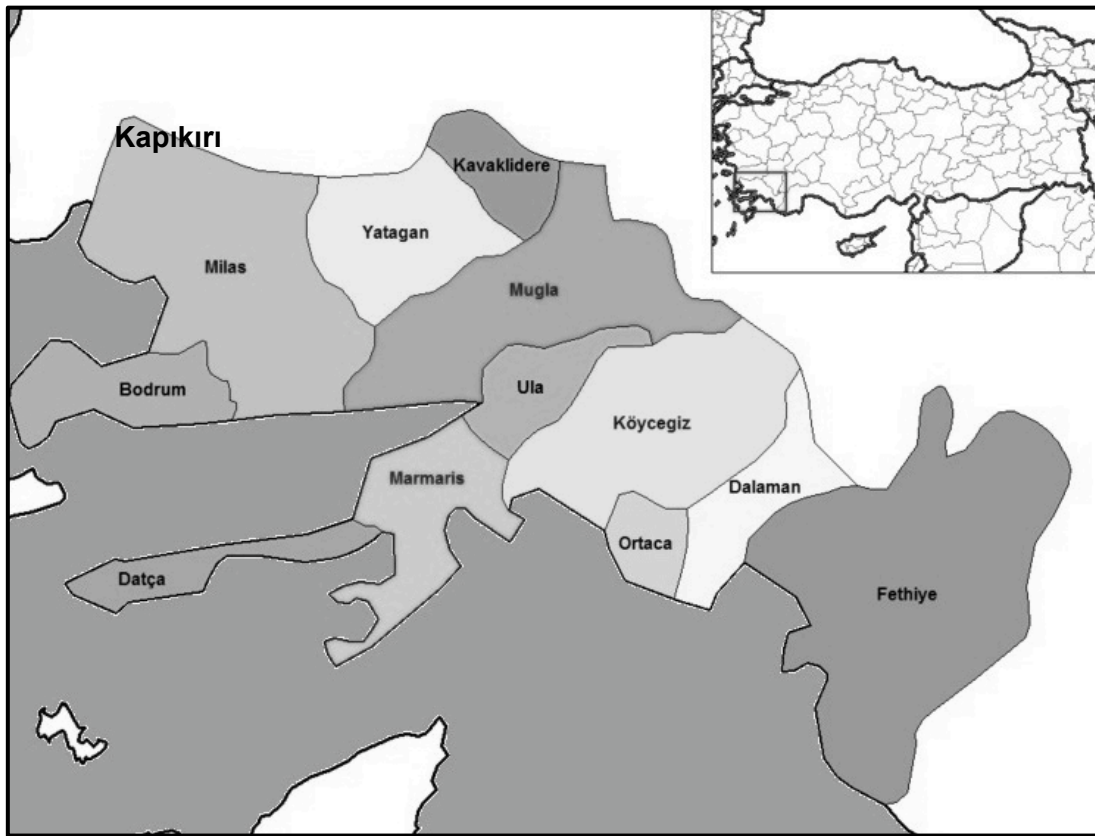 Kapıkırı
Kavaklidere
Yatagan
Milas
Mugla
Bodrum
Ula
Köycegiz
Marmaris
Dalaman
Ortaca
Datça
Fethiye